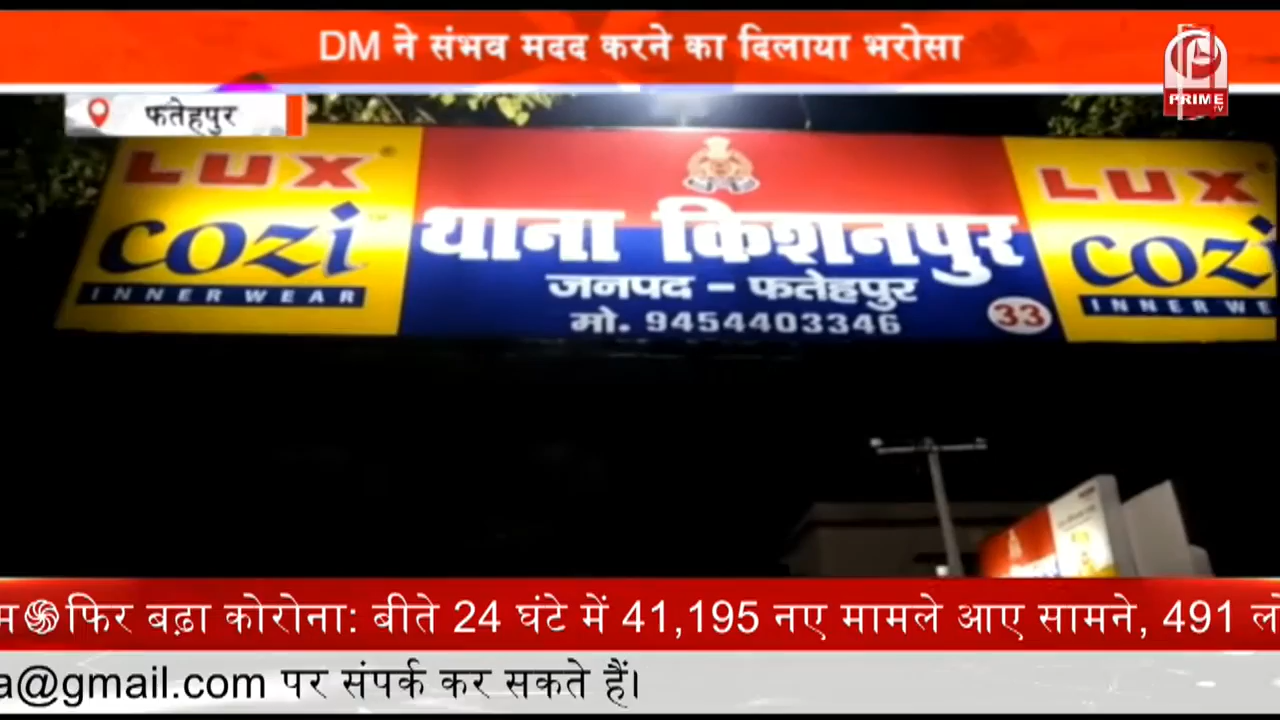 DM ने संभव मदद करने का दिलाया भरोसा
PRIME
TV
फतेहपुर
LUX
cozi
INNER WEAR
थाना किशनपुर
जनपद - फतेहपुर
मो. 9454403346
33
LUX
cozi
INNER WE
म फिर बढ़ा कोरोना: बीते 24 घंटे में 41,195 नए मामले आए सामने, 491 लो
a@gmail.com पर संपर्क कर सकते हैं।